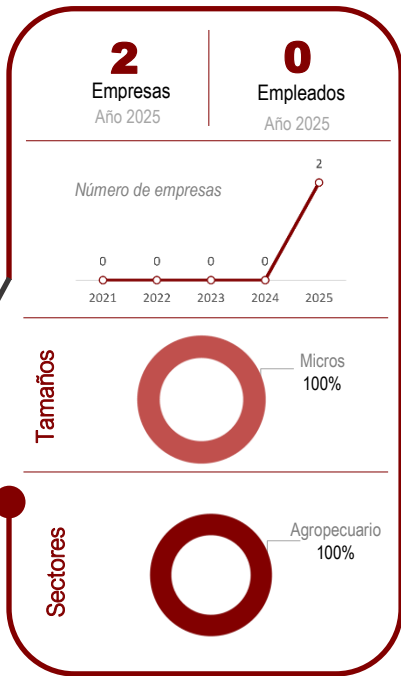 2
Empresas
Año 2025
0
Empleados
Año 2025
Número de empresas
2
0
0
0
0
2021
2022
2023
2024
2025
Tamaños
Micros
100%
Sectores
Agropecuario
100%